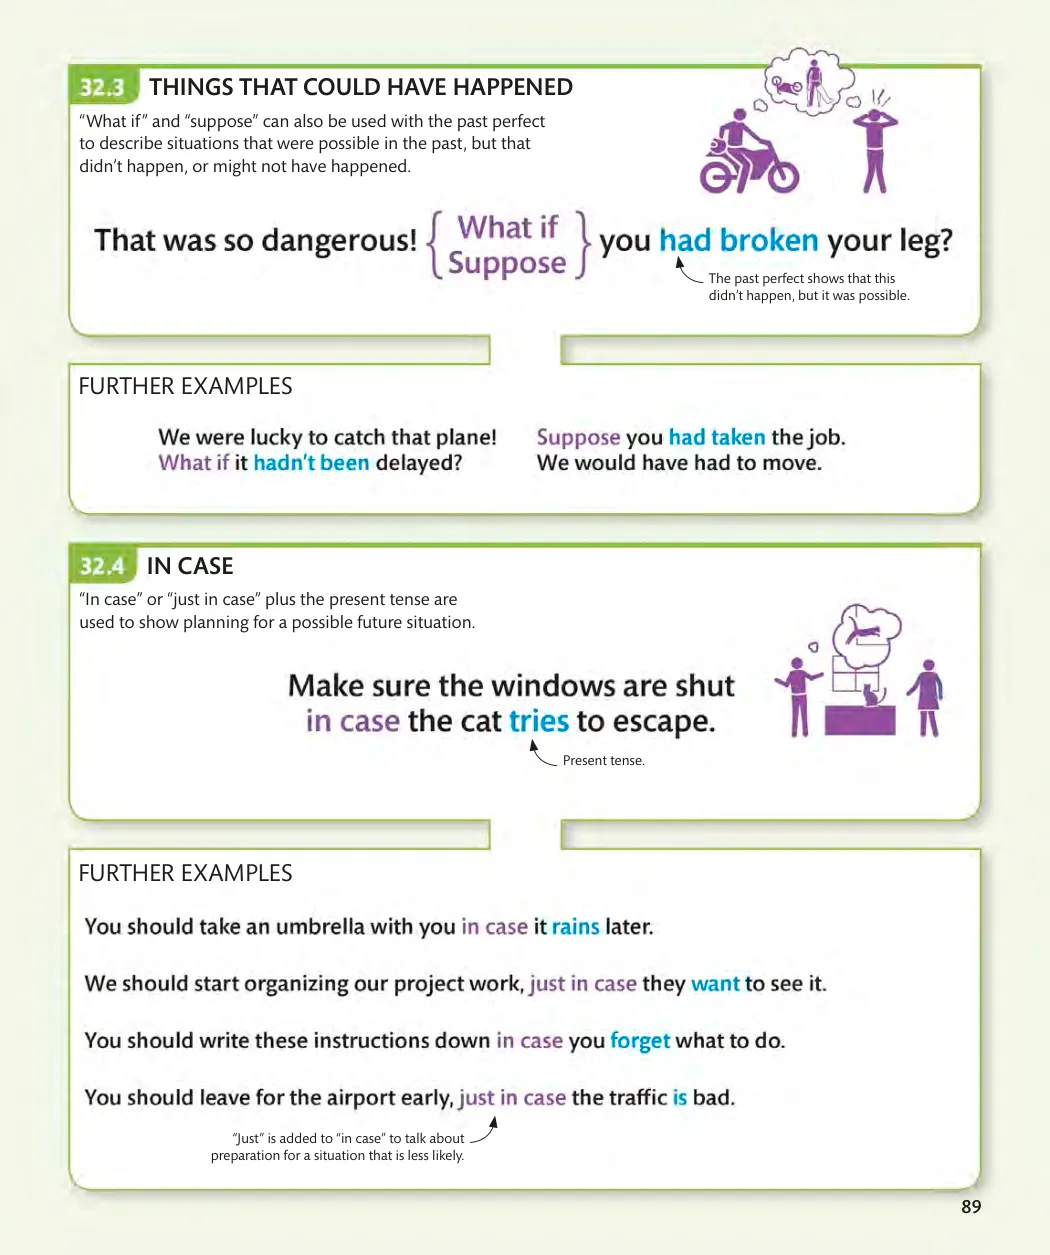 32.3 THINGS THAT COULD HAVE HAPPENED
“What if” and “suppose” can also be used with the past perfect
to describe situations that were possible in the past, but that
didn’t happen, or might not have happened.
That was so dangerous! { What if
Suppose } you had broken your leg?
The past perfect shows that this
didn’t happen, but it was possible.
FURTHER EXAMPLES
We were lucky to catch that plane!
What if it hadn’t been delayed?
Suppose you had taken the job.
We would have had to move.
32.4 IN CASE
“In case” or “just in case” plus the present tense are
used to show planning for a possible future situation.
Make sure the windows are shut
in case the cat tries to escape.
Present tense.
FURTHER EXAMPLES
You should take an umbrella with you in case it rains later.
We should start organizing our project work, just in case they want to see it.
You should write these instructions down in case you forget what to do.
You should leave for the airport early, just in case the traffic is bad.
“Just” is added to “in case” to talk about
preparation for a situation that is less likely.
89